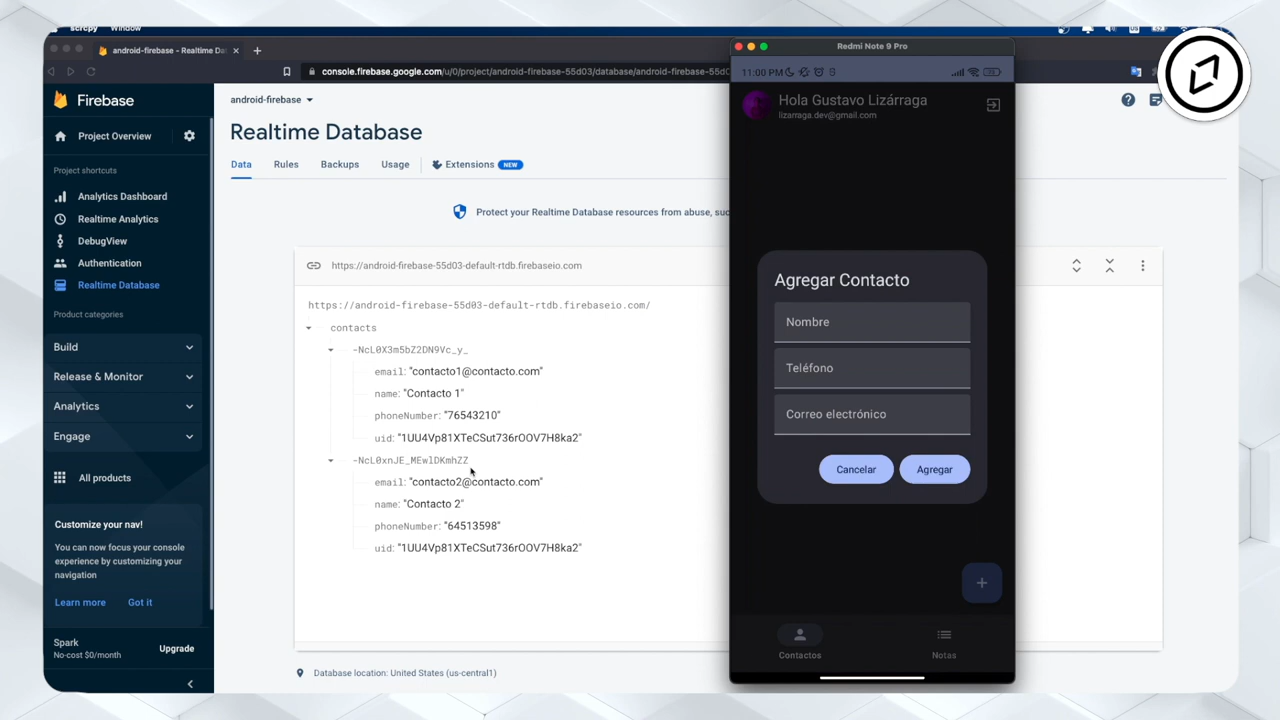 scrcpy Window
android-firebase - Realtime Da
console.firebase.google.com/u/0/project/android-firebase-55d03/database/android-firebase-55d
Firebase
Project Overview
Project shortcuts
Analytics Dashboard
Realtime Analytics
DebugView
Authentication
Realtime Database
Product categories
Build
Release & Monitor
Analytics
Engage
All products
Customize your nav!
You can now focus your console
experience by customizing your
navigation
Learn more Got it
Spark
No-cost $0/month
Upgrade
android-firebase
Realtime Database
Data Rules Backups Usage Extensions NEW
Protect your Realtime Database resources from abuse, suc
https://android-firebase-55d03-default-rtdb.firebaseio.com
https://android-firebase-55d03-default-rtdb.firebaseio.com/
contacts
-NcL0X3m5bZ2DN9Vc_y_
email: "contacto1@contacto.com"
name: "Contacto 1"
phoneNumber: "76543210"
uid: "1UU4Vp81XTeCSut736rOOV7H8ka2"
-NcL0xnJE_MEwlDKmhZZ
email: "contacto2@contacto.com"
name: "Contacto 2"
phoneNumber: "64513598"
uid: "1UU4Vp81XTeCSut736rOOV7H8ka2"
Database location: United States (us-central1)
Redmi Note 9 Pro
11:00 PM
Hola Gustavo Lizárraga
lizarraga.dev@gmail.com
Agregar Contacto
Nombre
Teléfono
Correo electrónico
Cancelar Agregar
Contactos Notas